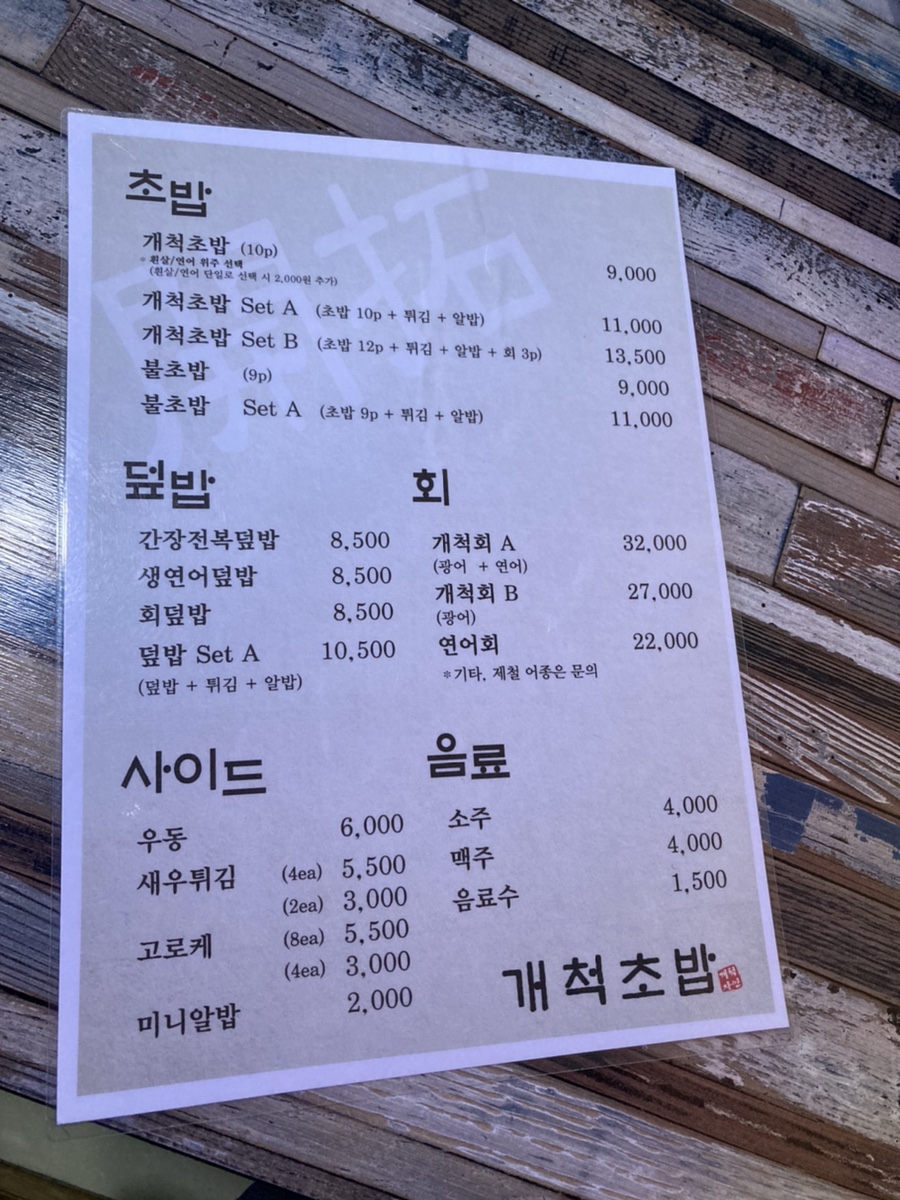 초밥
개척초밥 (10p) 9,000
* 흰살/연어 위주 선택
(흰살/연어 단일로 선택 시 2,000원 추가)
개척초밥 Set A (초밥 10p + 튀김 + 알밥) 11,000
개척초밥 Set B (초밥 12p + 튀김 + 알밥 + 회 3p) 13,500
불초밥 (9p) 9,000
불초밥 Set A (초밥 9p + 튀김 + 알밥) 11,000
덮밥
간장전복덮밥 8,500
생연어덮밥 8,500
회덮밥 8,500
덮밥 Set A 10,500
(덮밥 + 튀김 + 알밥)
회
개척회 A 32,000
(광어 + 연어)
개척회 B 27,000
(광어)
연어회 22,000
*기타, 제철 어종은 문의
사이드
우동 6,000
새우튀김 (4ea) 5,500
(2ea) 3,000
고로케 (8ea) 5,500
(4ea) 3,000
미니알밥 2,000
음료
소주 4,000
맥주 4,000
음료수 1,500
개척초밥
開拓